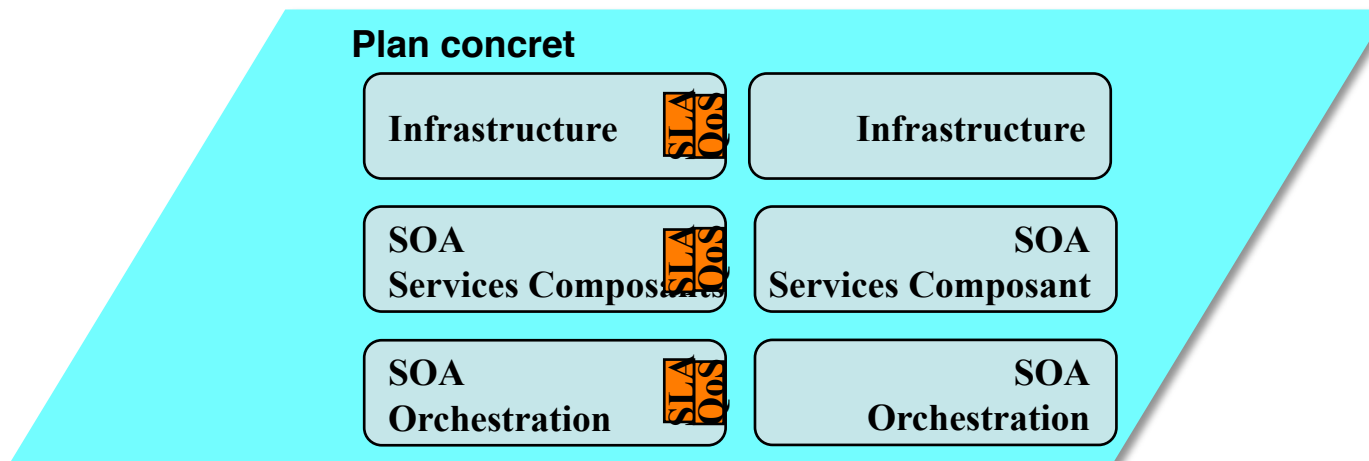 Plan concret
Infrastructure
SLA
QoS
Infrastructure
SOA
Services Composants
SLA
QoS
SOA
Services Composant
SOA
Orchestration
SLA
QoS
SOA
Orchestration